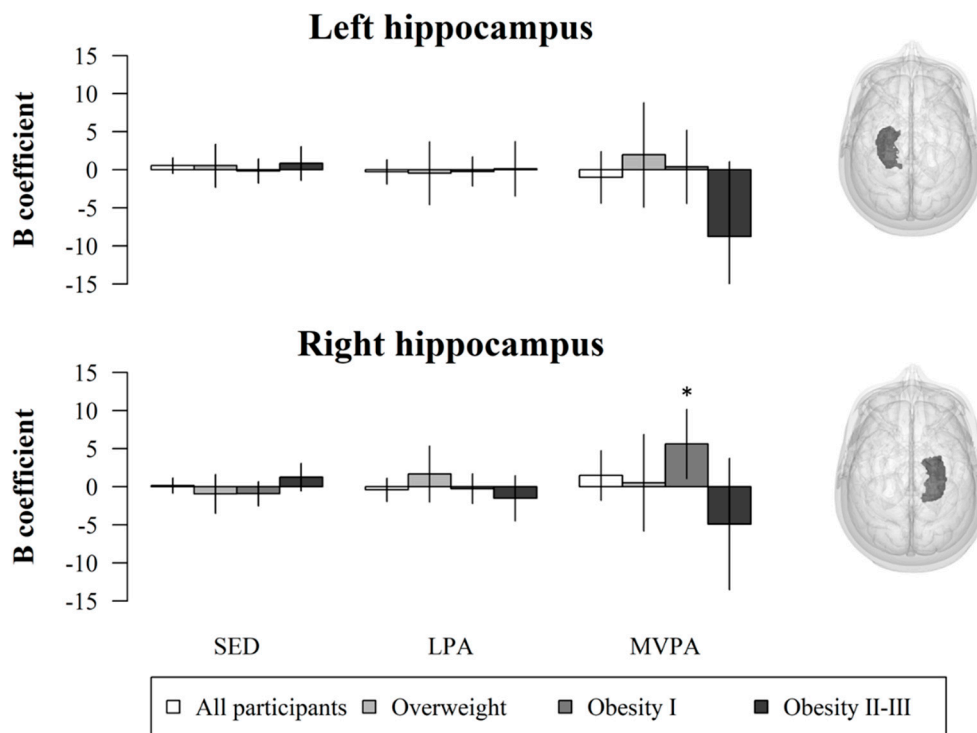 Left hippocampus
B coefficient
15
10
5
0
-5
-10
-15
Right hippocampus
B coefficient
15
10
5
0
-5
-10
-15
*
SED LPA MVPA
All participants Overweight Obesity I Obesity II-III